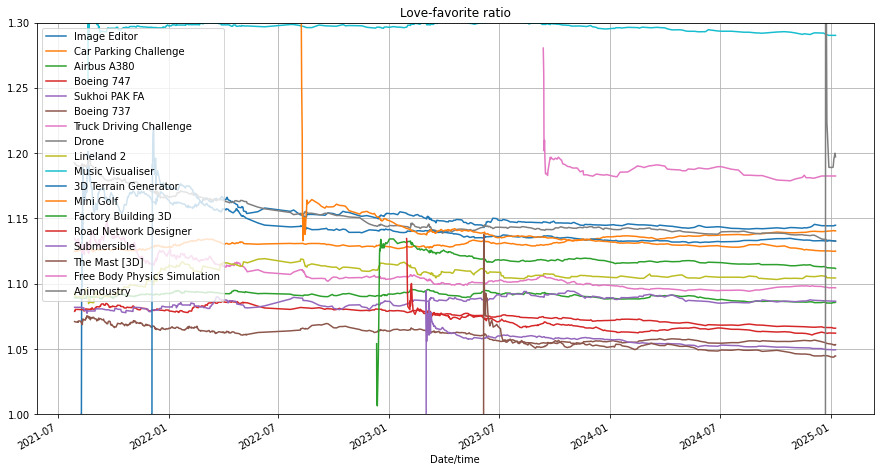 Love-favorite ratio
1.30
1.25
1.20
1.15
1.10
1.05
1.00
Image Editor
Car Parking Challenge
Airbus A380
Boeing 747
Sukhoi PAK FA
Boeing 737
Truck Driving Challenge
Drone
Lineland 2
Music Visualiser
3D Terrain Generator
Mini Golf
Factory Building 3D
Road Network Designer
Submersible
The Mast [3D]
Free Body Physics Simulation
Animdustry
2021-07
2022-01
2022-07
2023-01
2023-07
2024-01
2024-07
2025-01
Date/time